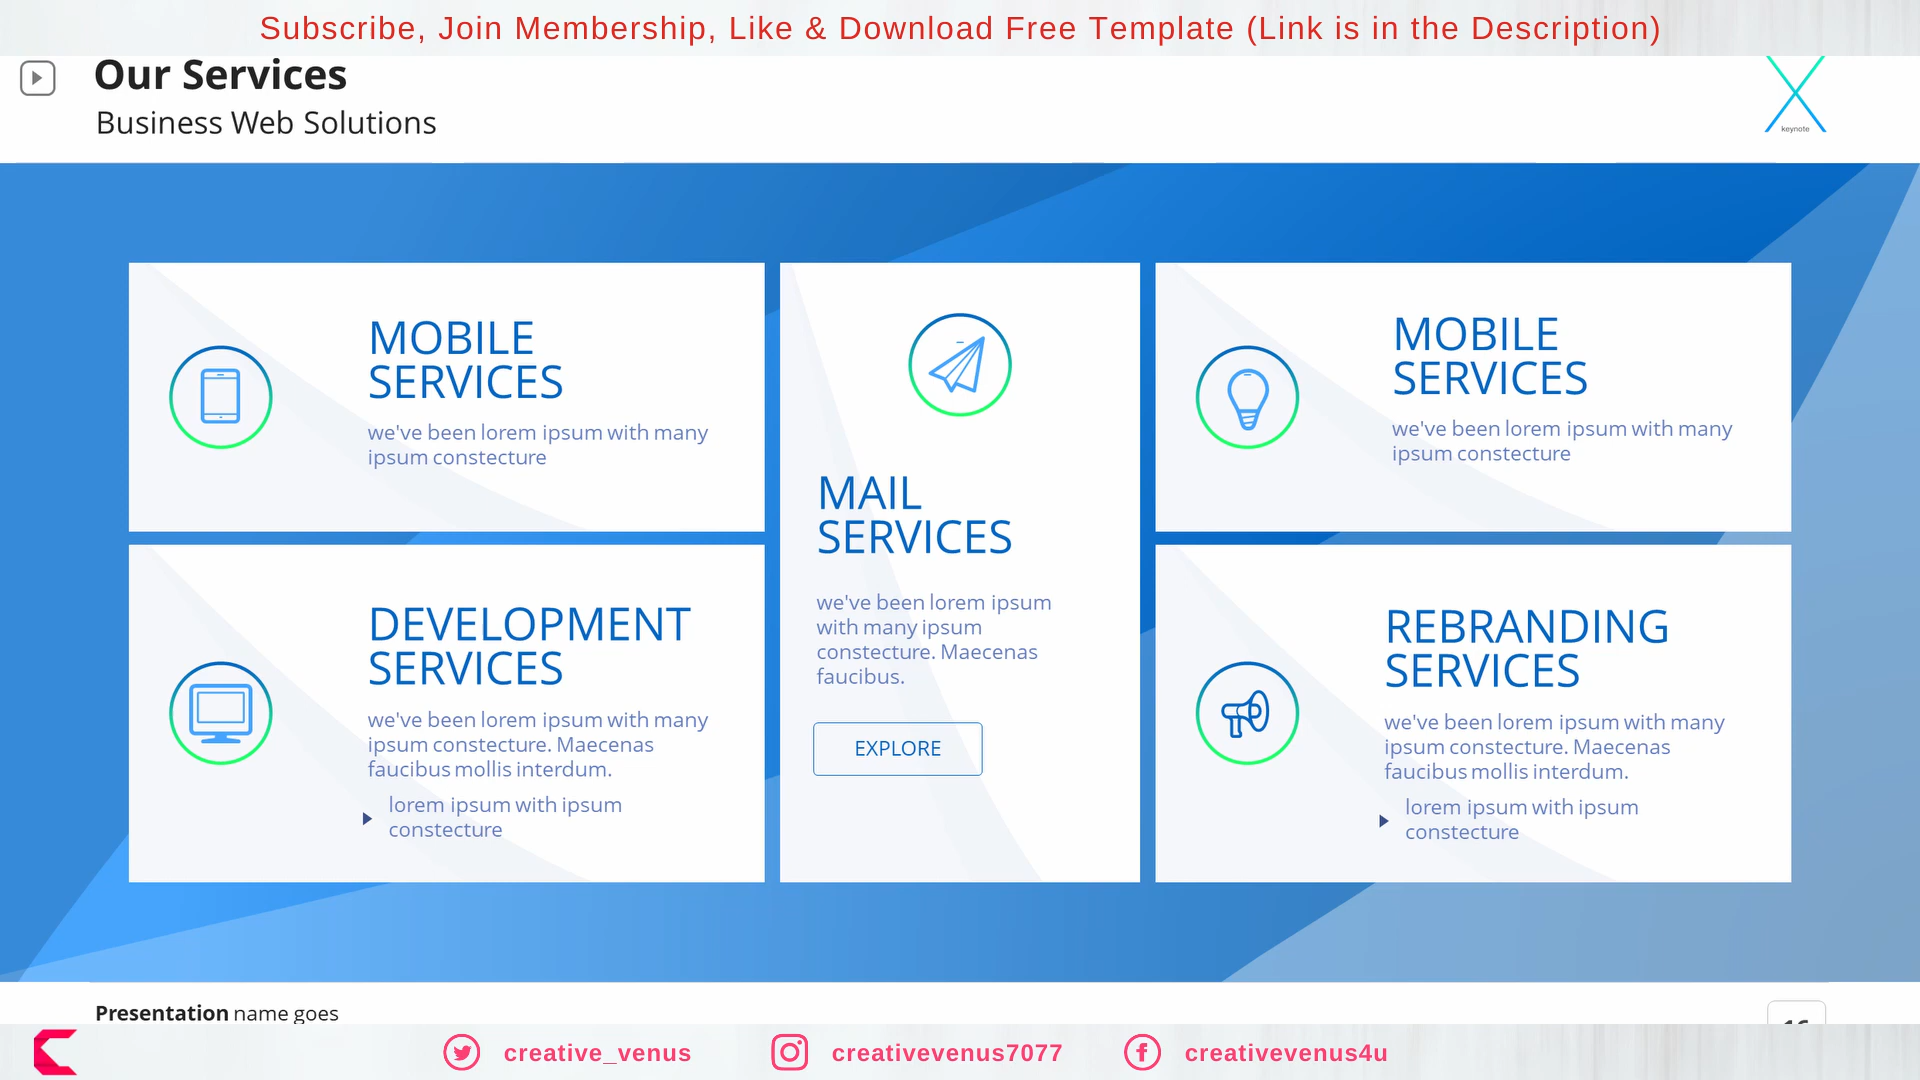 Subscribe, Join Membership, Like & Download Free Template (Link is in the Description)
Our Services
Business Web Solutions
keynote
MOBILE
SERVICES
we've been lorem ipsum with many
ipsum constecture
DEVELOPMENT
SERVICES
we've been lorem ipsum with many
ipsum constecture. Maecenas
faucibus mollis interdum.
lorem ipsum with ipsum
constecture
MAIL
SERVICES
we've been lorem ipsum
with many ipsum
constecture. Maecenas
faucibus.
EXPLORE
MOBILE
SERVICES
we've been lorem ipsum with many
ipsum constecture
REBRANDING
SERVICES
we've been lorem ipsum with many
ipsum constecture. Maecenas
faucibus mollis interdum.
lorem ipsum with ipsum
constecture
Presentation name goes
creative_venus
creativevenus7077
creativevenus4u